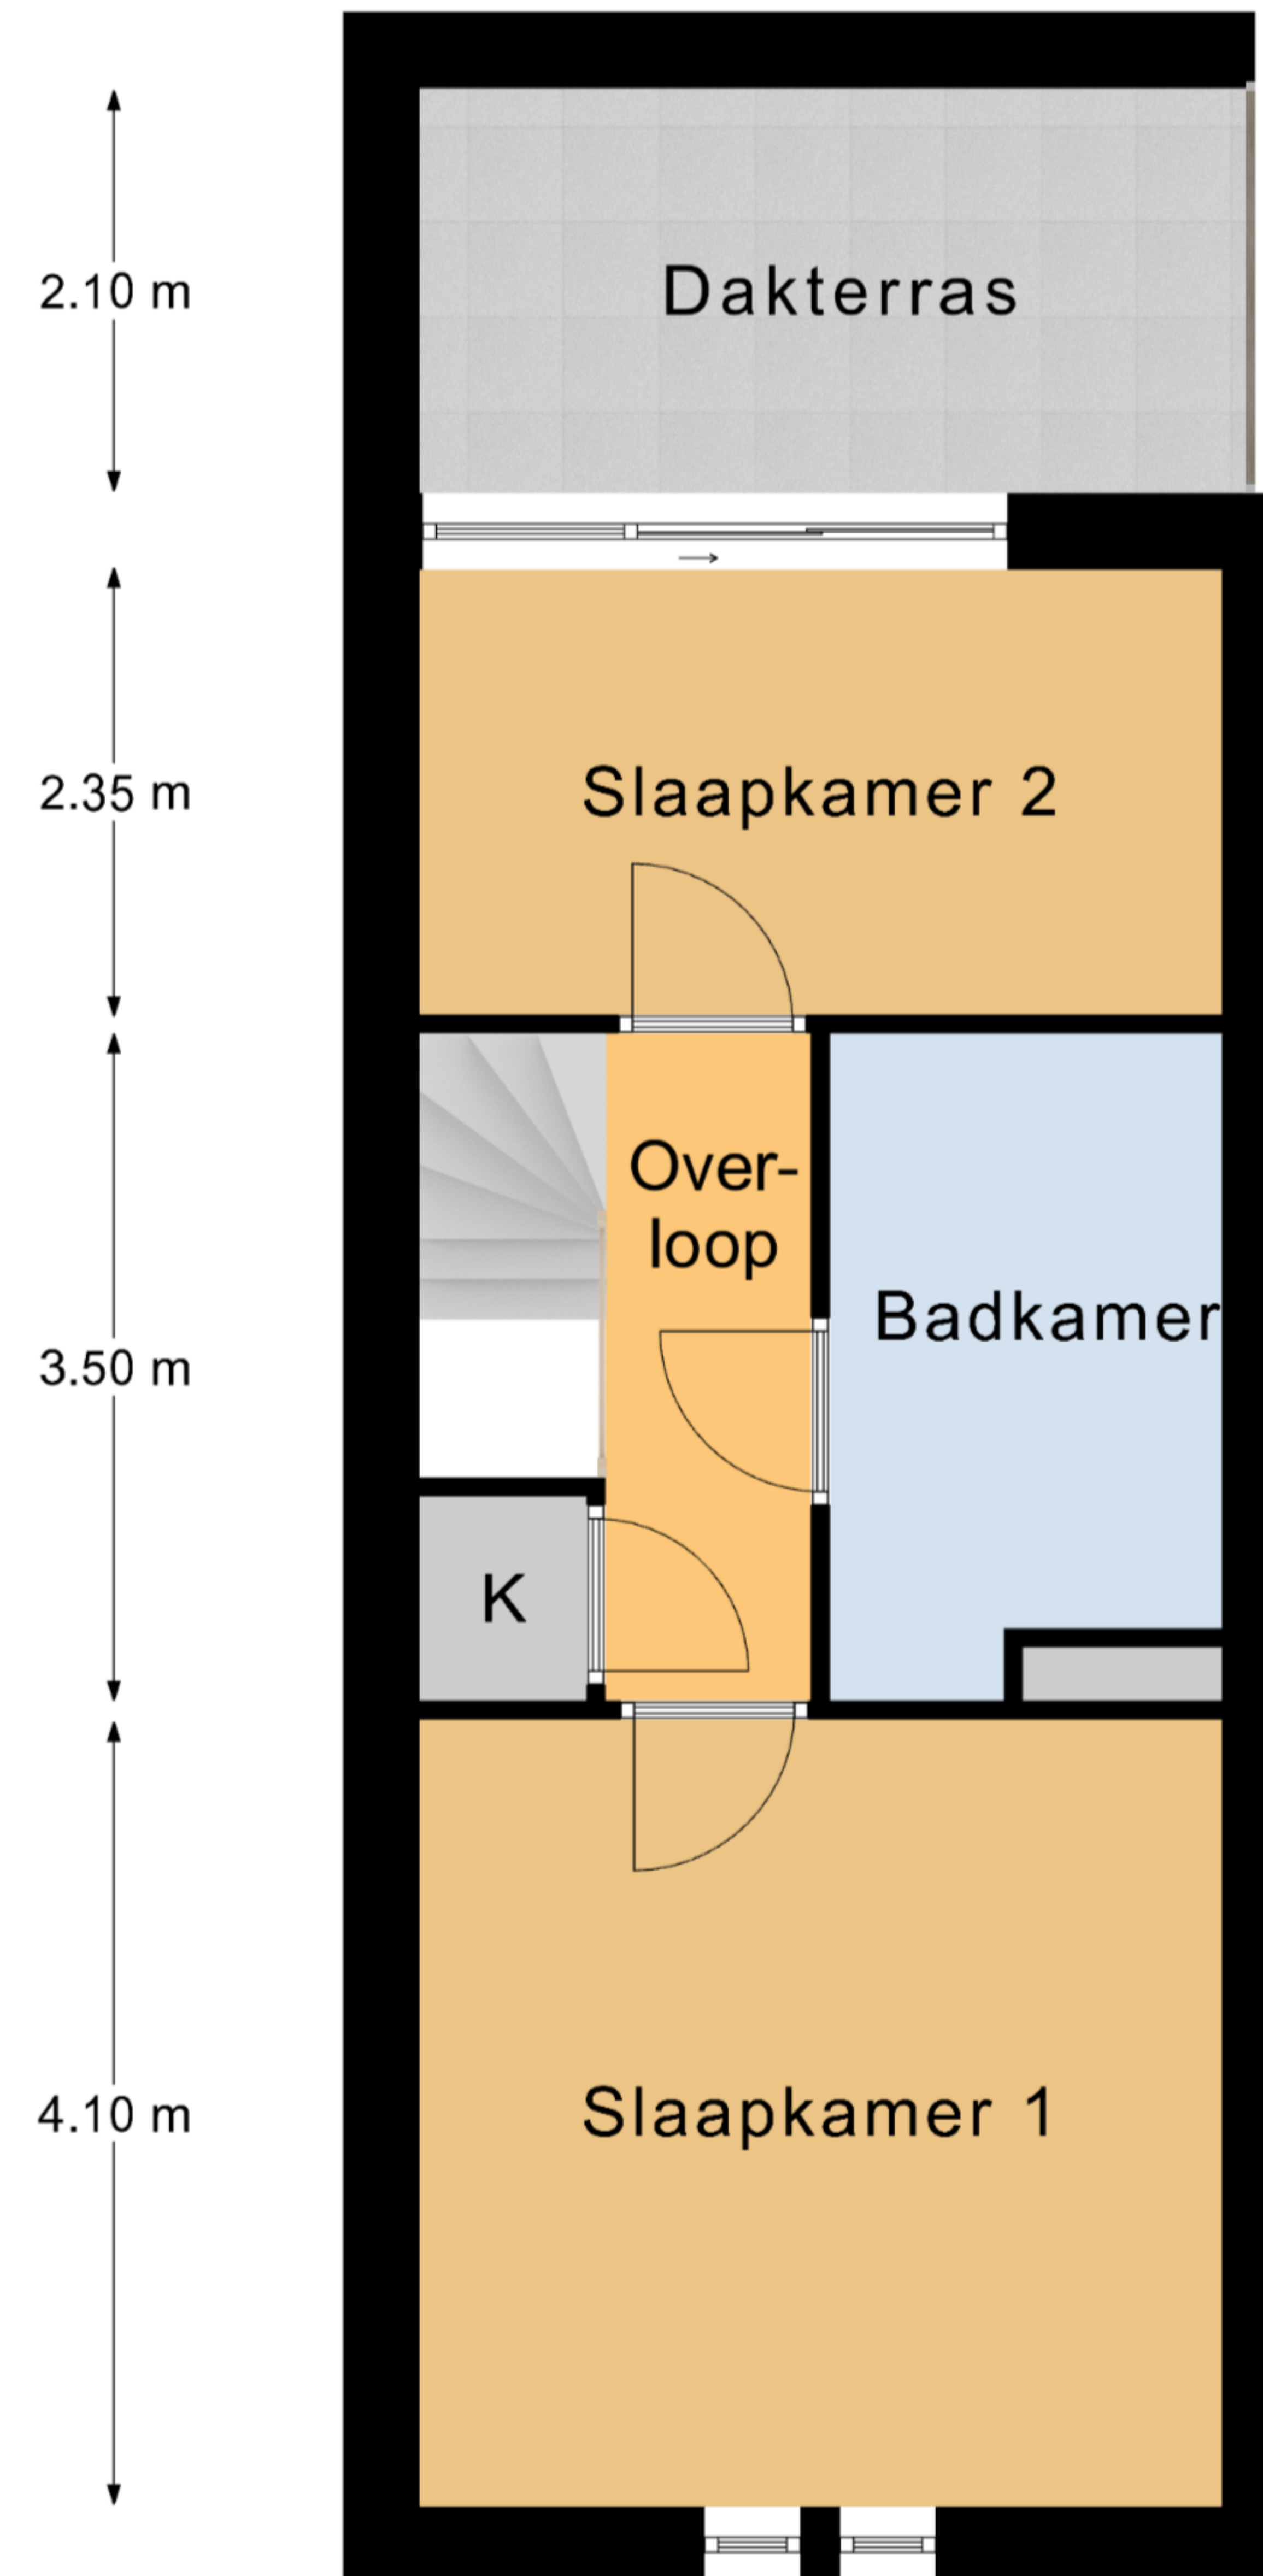 2.10 m
Dakterras
2.35 m
Slaapkamer 2
Over-
loop
Badkamer
3.50 m
K
4.10 m
Slaapkamer 1